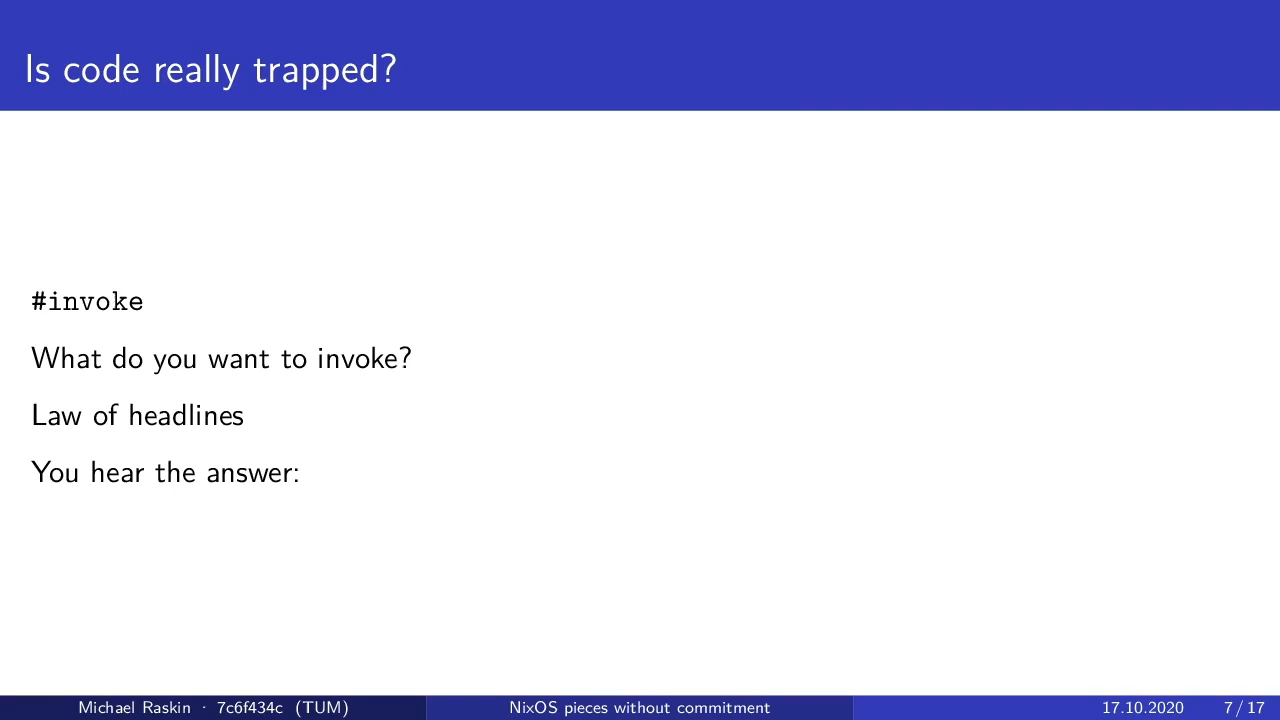 Is code really trapped?
#invoke
What do you want to invoke?
Law of headlines
You hear the answer:
Michael Raskin · 7c6f434c (TUM)
NixOS pieces without commitment
17.10.2020
7 / 17